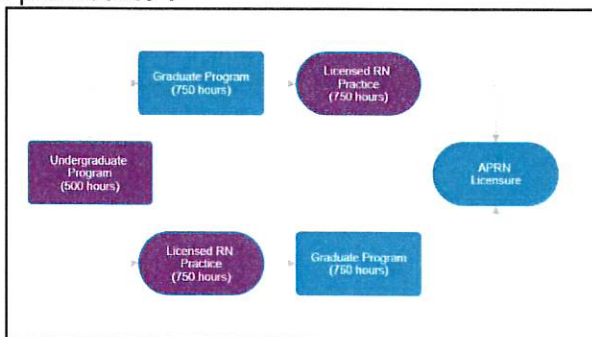 Graduate Program
(750 hours)
Licensed RN
Practice
(750 hours)
Undergraduate
Program
(500 hours)
APRN
Licensure
Licensed RN
Practice
(750 hours)
Graduate Program
(750 hours)